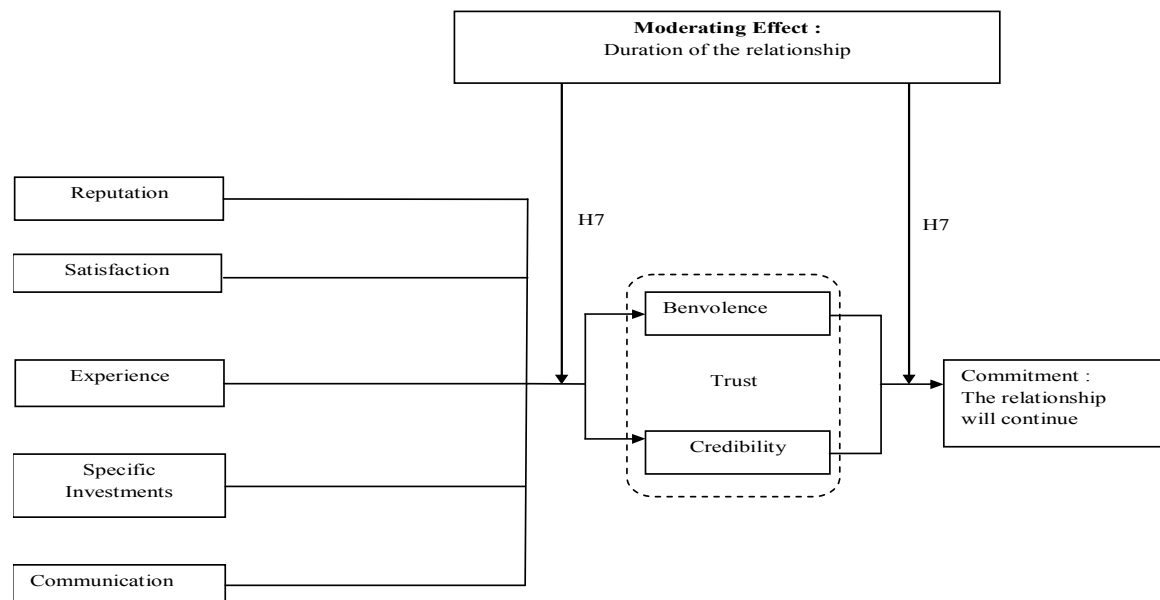 Moderating Effect :
Duration of the relationship
Reputation
H7
H7
Satisfaction
Benvolence
Experience
Trust
Commitment :
The relationship
will continue
Credibility
Specific
Investments
Communication